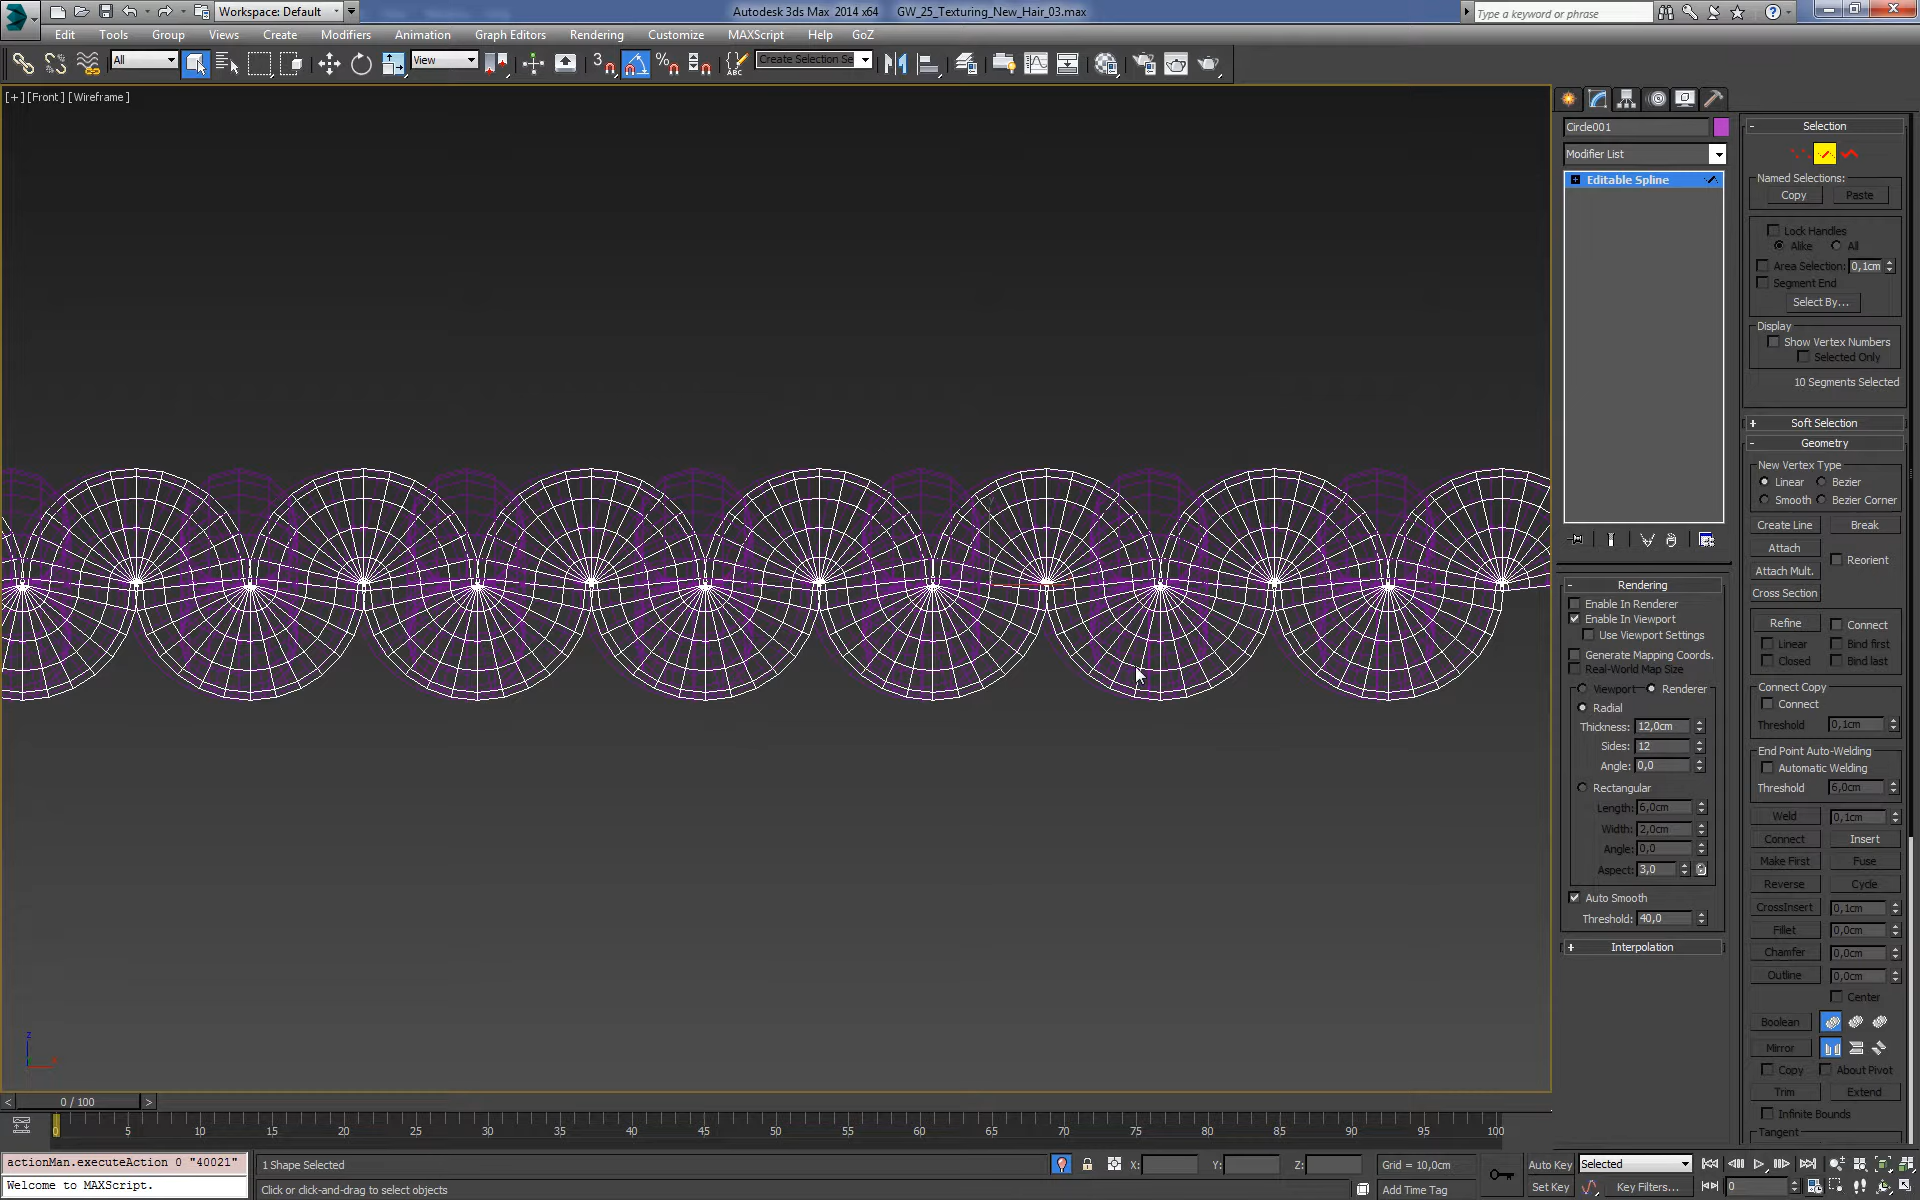 Workspace: Default
Autodesk 3ds Max 2014 x64 GW_25_Texturing_New_Hair_03.max
Type a keyword or phrase
Edit Tools Group Views Create Modifiers Animation Graph Editors Rendering Customize MAXScript Help GoZ
All View 3 ABC Create Selection Se
[+] [Front] [Wireframe]
Circle001
Modifier List
Editable Spline
Rendering
Enable In Renderer
Enable In Viewport
Use Viewport Settings
Generate Mapping Coords.
Real-World Map Size
Viewport Renderer
Radial
Thickness: 12,0cm
Sides: 12
Angle: 0,0
Rectangular
Length: 6,0cm
Width: 2,0cm
Angle: 0,0
Aspect: 3,0
Auto Smooth
Threshold: 40,0
Interpolation
Selection
Named Selections:
Copy Paste
Lock Handles
Alike All
Area Selection: 0,1cm
Segment End
Select By...
Display
Show Vertex Numbers
Selected Only
10 Segments Selected
Soft Selection
Geometry
New Vertex Type
Linear Bezier
Smooth Bezier Corner
Create Line Break
Attach
Reorient
Attach Mult.
Cross Section
Refine Connect
Linear Bind first
Closed Bind last
Connect Copy
Connect
Threshold 0,1cm
End Point Auto-Welding
Automatic Welding
Threshold 6,0cm
Weld 0,1cm
Connect Insert
Make First Fuse
Reverse Cycle
CrossInsert 0,1cm
Fillet 0,0cm
Chamfer 0,0cm
Outline 0,0cm
Center
Boolean
Mirror
Copy About Pivot
Trim Extend
Infinite Bounds
Tangent
z
< 0 / 100 >
0 5 10 15 20 25 30 35 40 45 50 55 60 65 70 75 80 85 90 95 100
actionMan.executeAction 0 "40021"
Welcome to MAXScript.
1 Shape Selected
Click or click-and-drag to select objects
X: Y: Z: Grid = 10,0cm
Add Time Tag
Auto Key Selected
Set Key Key Filters... 0